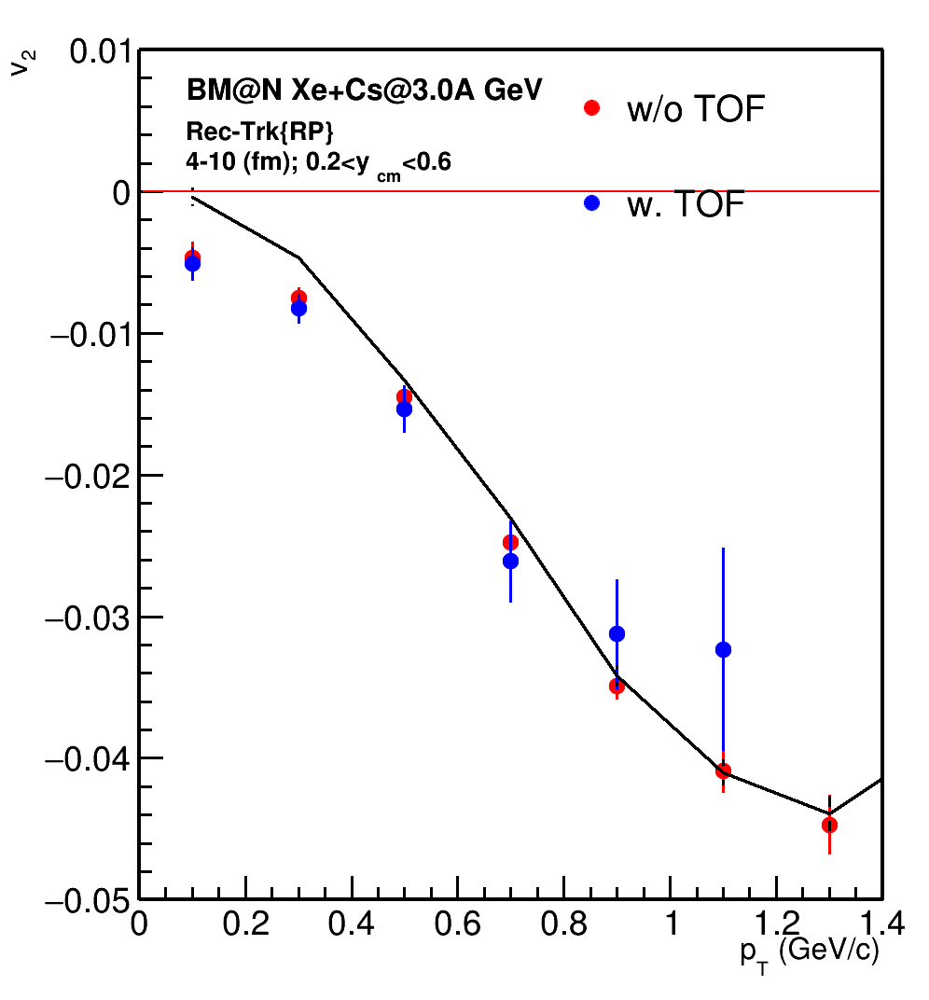 v2
0.01
0
−0.01
−0.02
−0.03
−0.04
−0.05
BM@N Xe+Cs@3.0A GeV
Rec-Trk{RP}
4-10 (fm); 0.2<y cm<0.6
w/o TOF
w. TOF
0 0.2 0.4 0.6 0.8 1 1.2 1.4
pT (GeV/c)